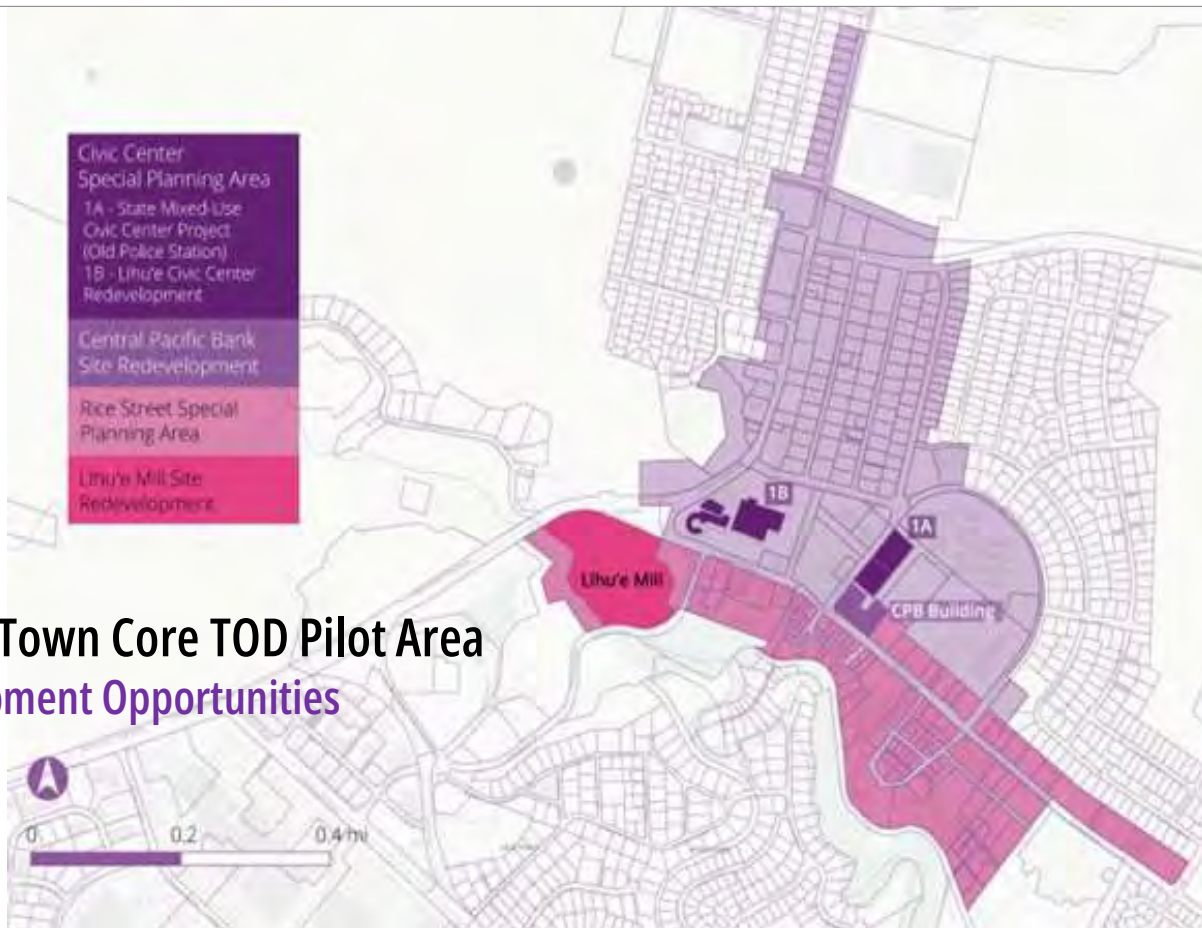 Civic Center
Special Planning Area
1A - State Mixed-Use
Civic Center Project
(Old Police Station)
1B - Līhu'e Civic Center
Redevelopment
Central Pacific Bank
Site Redevelopment
Rice Street Special
Planning Area
Līhu'e Mill Site
Redevelopment
1B
1A
Līhu'e Mill
CPB Building
Town Core TOD Pilot Area
pment Opportunities
0
0.2
0.4 mi